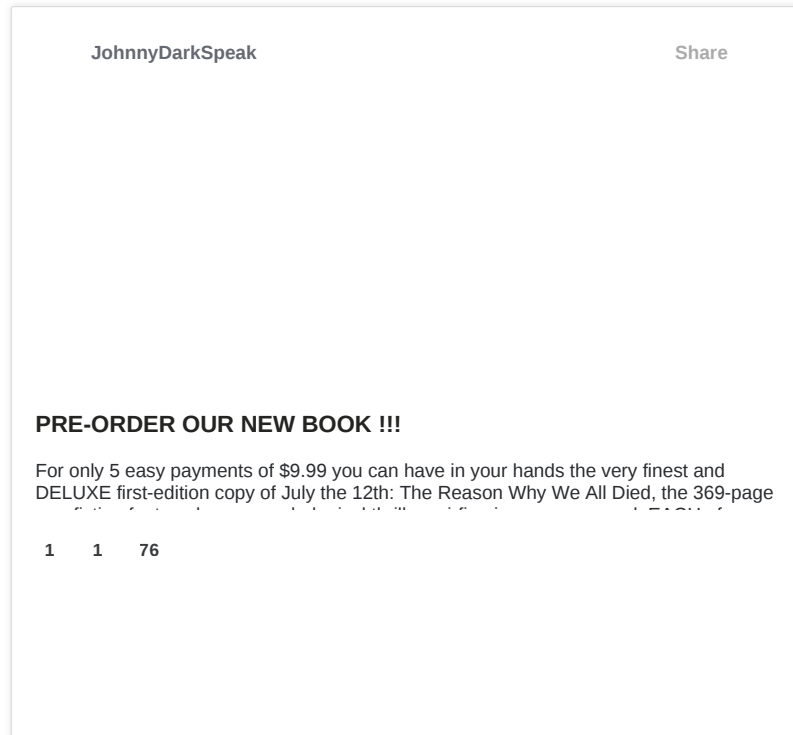 JohnnyDarkSpeak
Share
PRE-ORDER OUR NEW BOOK !!!
For only 5 easy payments of $9.99 you can have in your hands the very finest and
DELUXE first-edition copy of July the 12th: The Reason Why We All Died, the 369-page
1
1
76